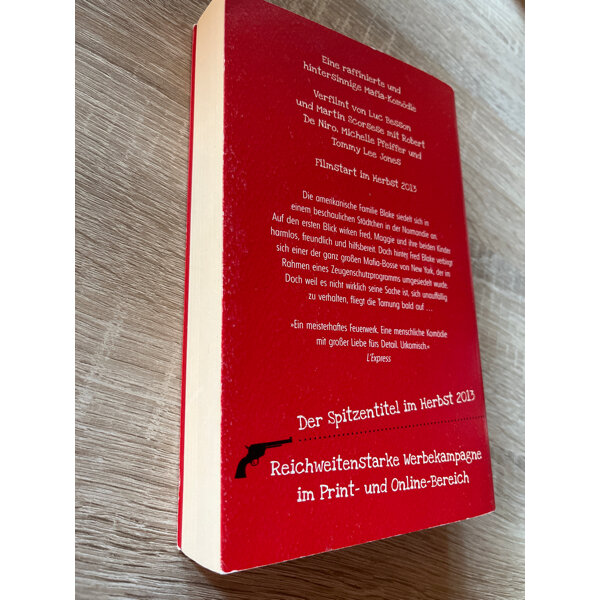 Eine raffinierte und
hintersinnige Mafia-Komödie
Verfilmt von Luc Besson
und Martin Scorsese mit Robert
De Niro, Michelle Pfeiffer und
Tommy Lee Jones
Filmstart im Herbst 2013
Die amerikanische Familie Blake siedelt sich in
einem beschaulichen Städtchen in der Normandie an.
Auf den ersten Blick wirken Fred, Maggie und ihre beiden Kinder
harmlos, freundlich und hilfsbereit. Doch hinter Fred Blake verbirgt
sich einer der ganz großen Mafia-Bosse von New York, der im
Rahmen eines Zeugenschutzprogramms umgesiedelt wurde.
Doch weil es nicht wirklich seine Sache ist, sich unauffällig
zu verhalten, fliegt die Tarnung bald auf ...
»Ein meisterhaftes Feuerwerk. Eine menschliche Komödie
mit großer Liebe fürs Detail. Urkomisch.«
L'Express
Der Spitzentitel im Herbst 2013
Reichweitenstarke Werbekampagne
im Print- und Online-Bereich